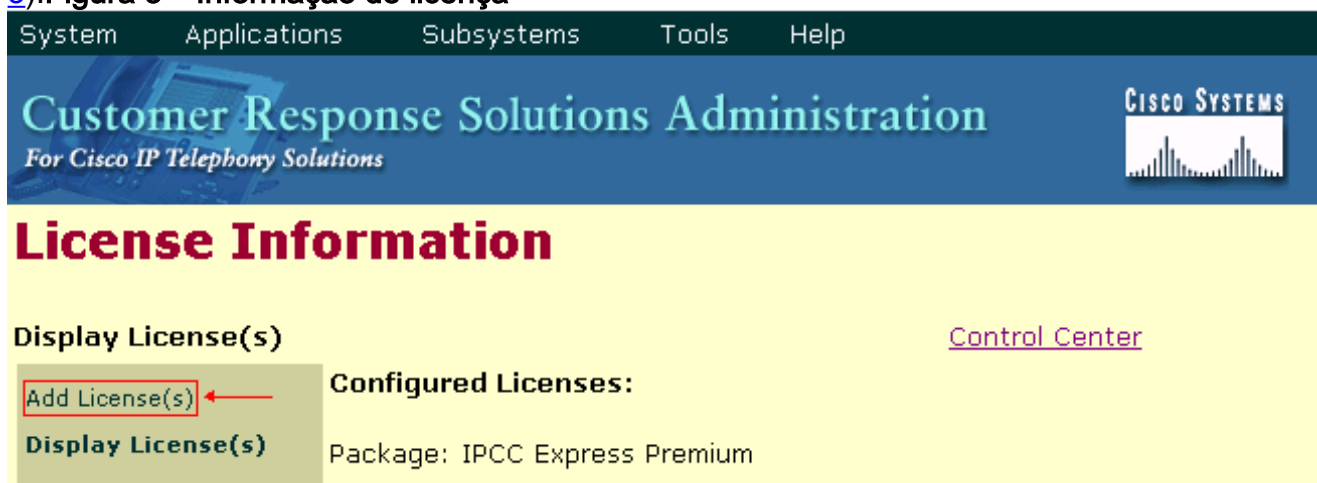 System Applications Subsystems Tools Help
Customer Response Solutions Administration
For Cisco IP Telephony Solutions
CISCO SYSTEMS
License Information
Display License(s)
Control Center
Add License(s)
Display License(s)
Configured Licenses:
Package: IPCC Express Premium